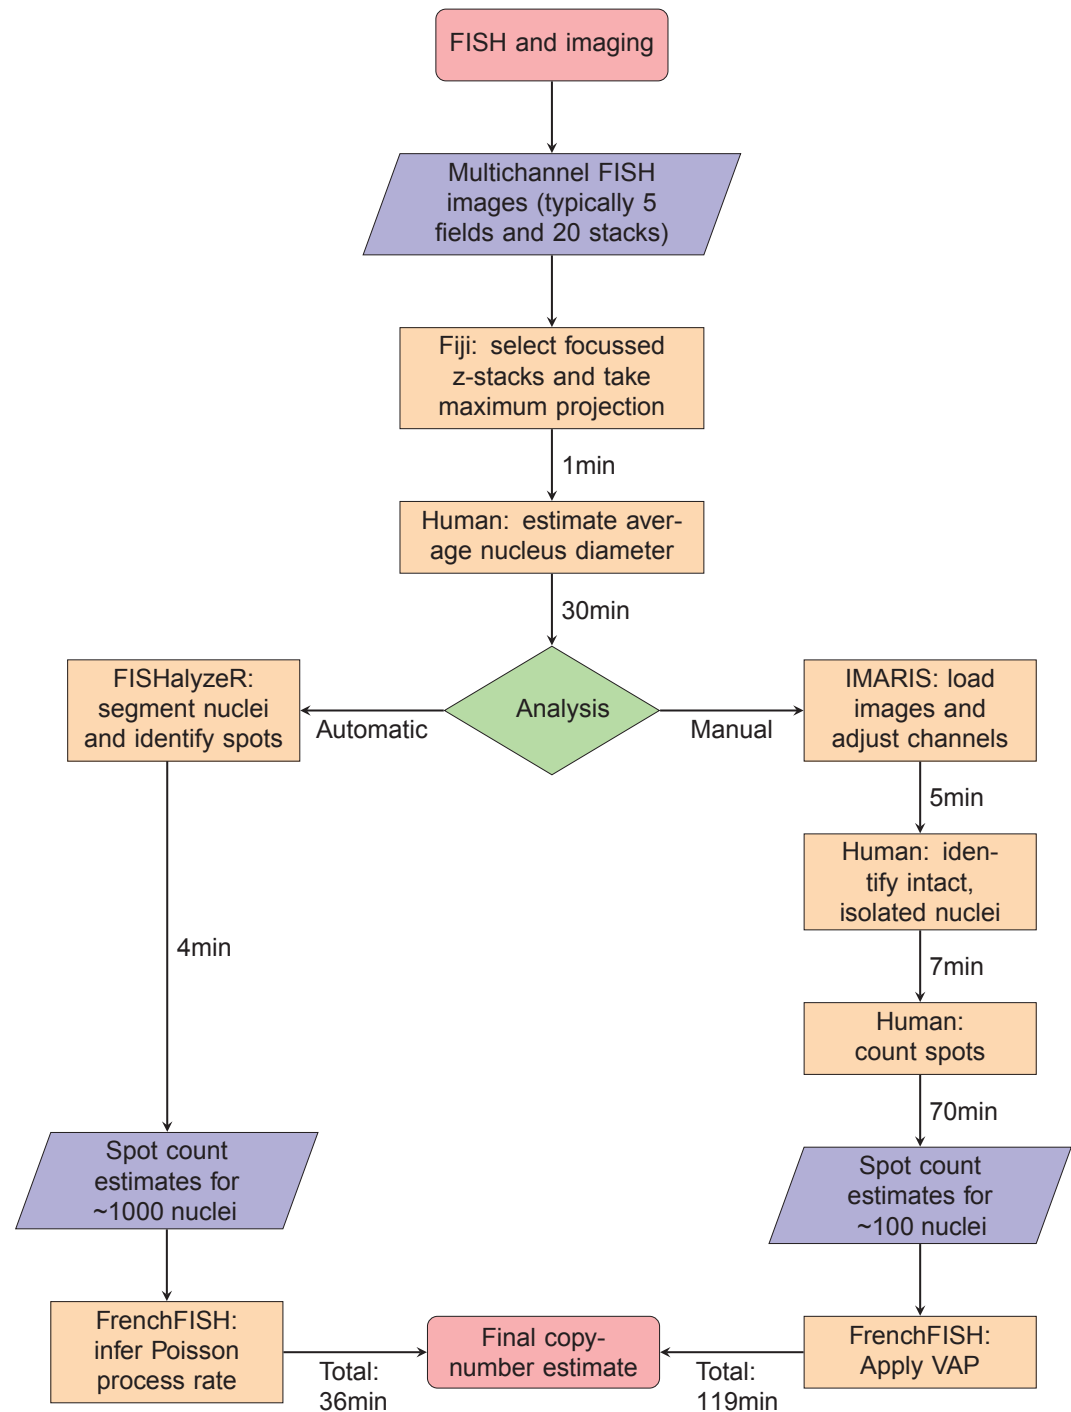 FISH and imaging
Multichannel FISH
images (typically 5
fields and 20 stacks)
Fiji: select focussed
z-stacks and take
maximum projection
1min
Human: estimate aver-
age nucleus diameter
30min
Analysis
Automatic
Manual
FISHalyzeR:
segment nuclei
and identify spots
4min
Spot count
estimates for
~1000 nuclei
FrenchFISH:
infer Poisson
process rate
Total:
36min
IMARIS: load
images and
adjust channels
5min
Human: iden-
tify intact,
isolated nuclei
7min
Human:
count spots
70min
Spot count
estimates for
~100 nuclei
FrenchFISH:
Apply VAP
Total:
119min
Final copy-
number estimate